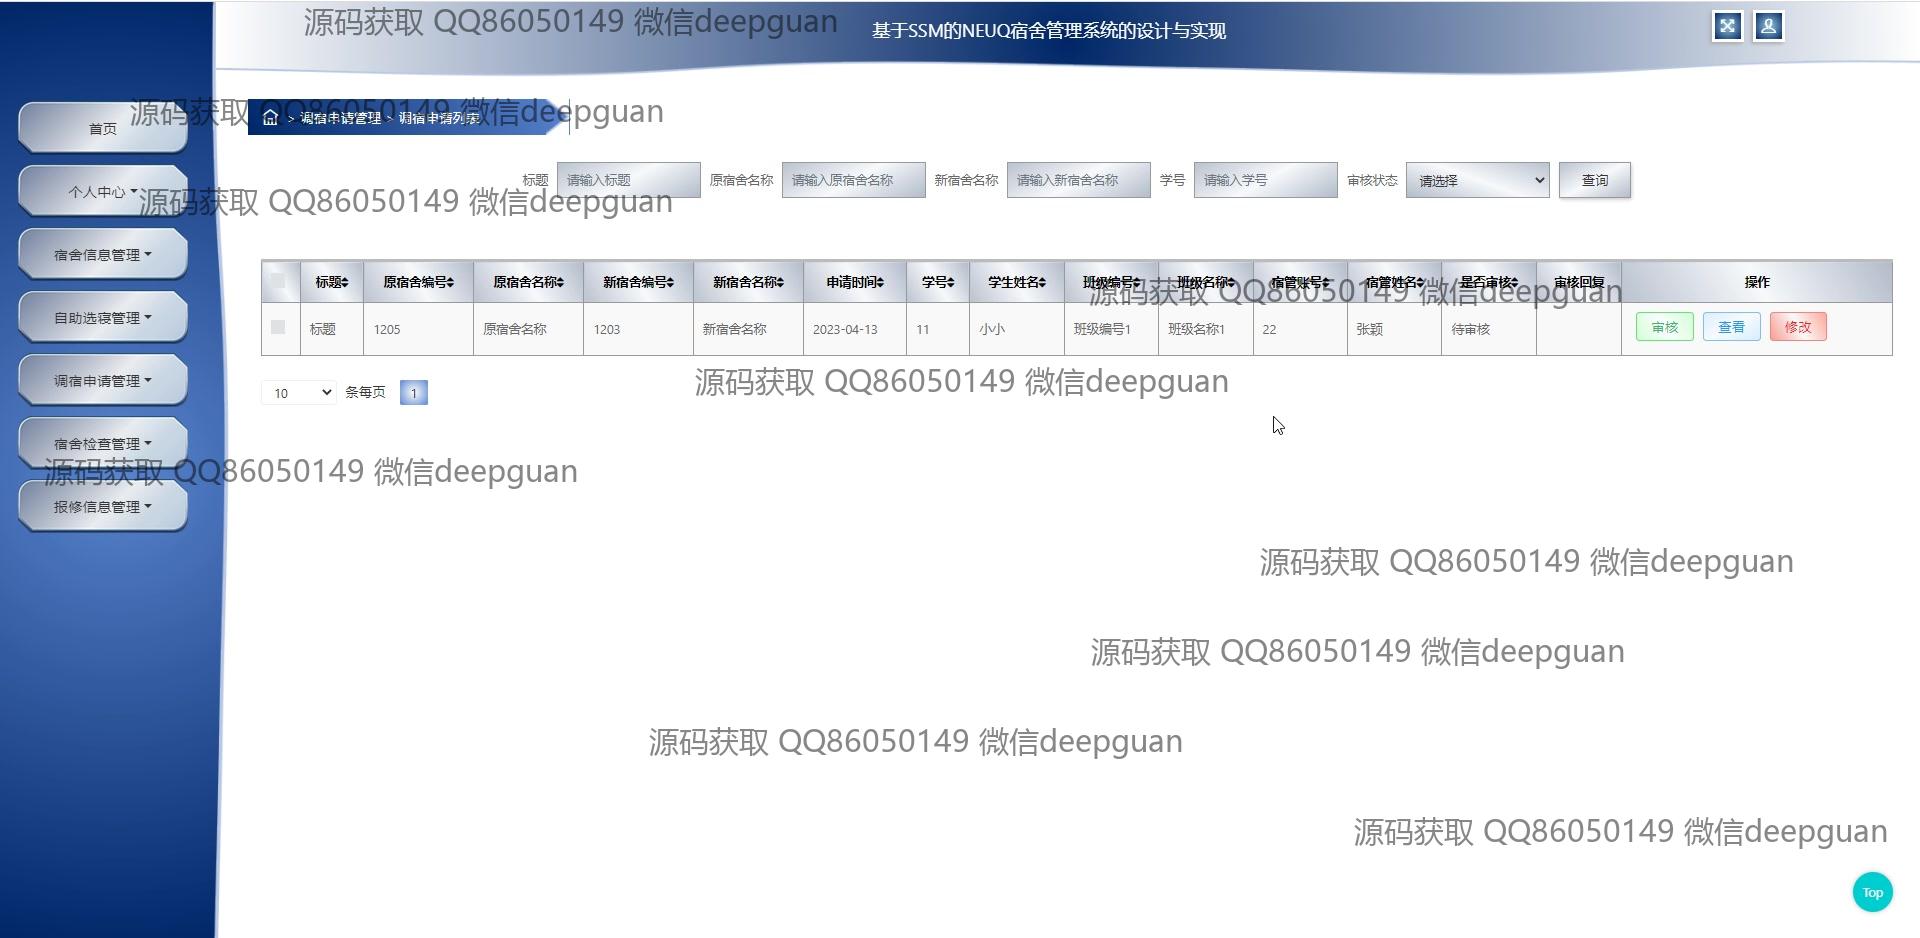 基于SSM的NEUQ宿舍管理系统的设计与实现
源码获取 QQ86050149 微信deepguan
> 调宿申请管理 > 调宿申请列表
源码获取 QQ86050149 微信deepguan
首页
个人中心
宿舍信息管理
自助选寝管理
调宿申请管理
宿舍检查管理
报修信息管理
标题 请输入标题 原宿舍名称 请输入原宿舍名称 新宿舍名称 请输入新宿舍名称 学号 请输入学号 审核状态 请选择 查询
源码获取 QQ86050149 微信deepguan
标题 原宿舍编号 原宿舍名称 新宿舍编号 新宿舍名称 申请时间 学号 学生姓名 班级编号 班级名称 宿管账号 宿管姓名 是否审核 审核回复 操作
源码获取 QQ86050149 微信deepguan
标题 1205 原宿舍名称 1203 新宿舍名称 2023-04-13 11 小小 班级编号1 班级名称1 22 张颖 待审核 审核 查看 修改
10 条每页 1
源码获取 QQ86050149 微信deepguan
源码获取 QQ86050149 微信deepguan
源码获取 QQ86050149 微信deepguan
源码获取 QQ86050149 微信deepguan
源码获取 QQ86050149 微信deepguan
源码获取 QQ86050149 微信deepguan
Top